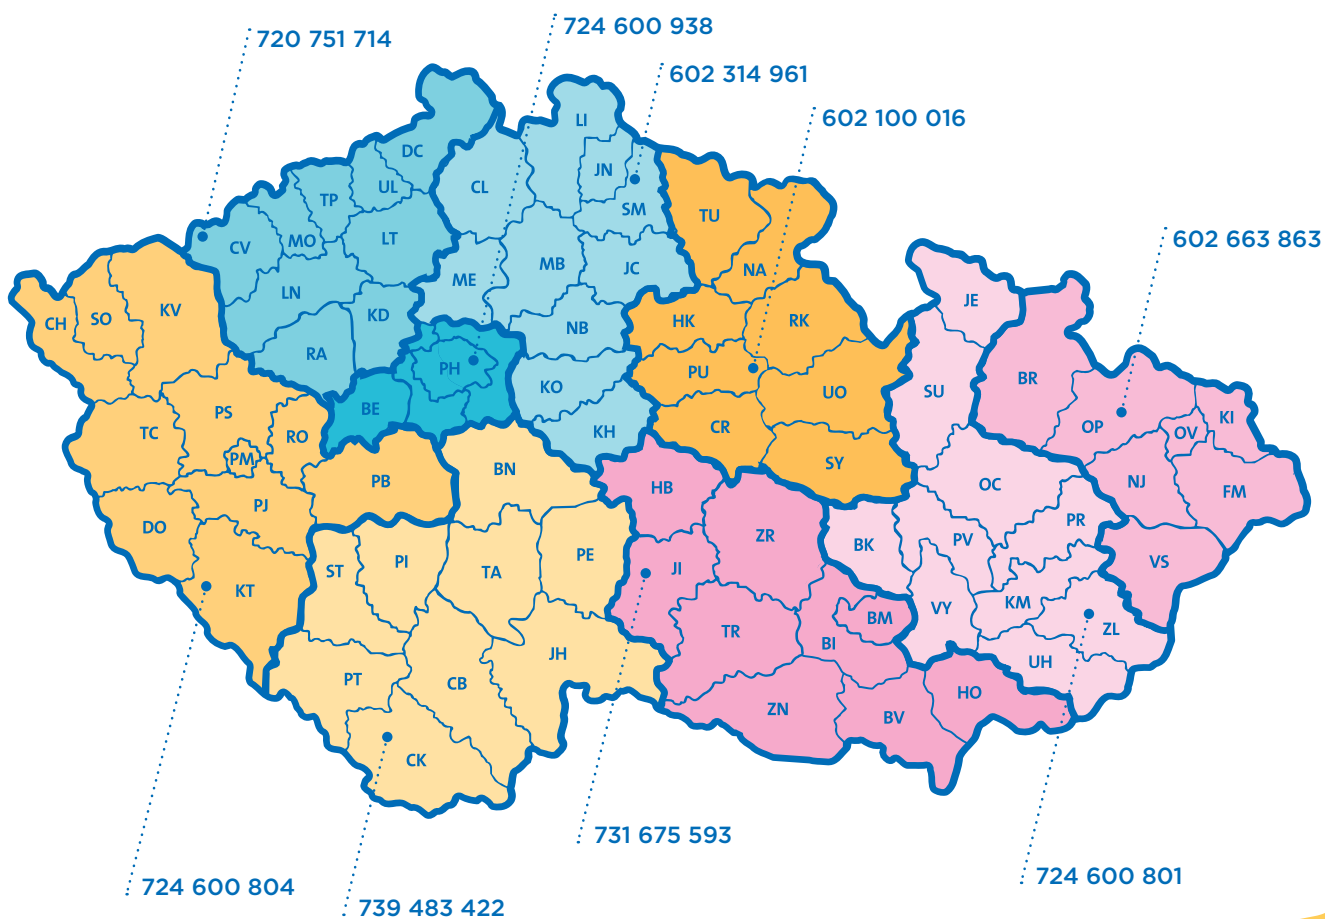 720 751 714
724 600 938
602 314 961
602 100 016
602 663 863
LI
DC
JN
CL
UL
TP
SM
TU
LT
MO
CV
MB
JC
NA
ME
JE
LN
KV
SO
CH
KD
NB
HK
RK
RA
PH
PU
BR
KO
UO
SU
BE
PS
KI
OP
CR
TC
RO
KH
OV
PM
SY
BN
PB
HB
OC
NJ
FM
PJ
PR
DO
ZR
PV
BK
PE
PI
ST
TA
JI
VS
KT
KM
VY
BM
TR
ZL
BI
JH
UH
PT
CB
HO
ZN
BV
CK
731 675 593
724 600 801
724 600 804
739 483 422